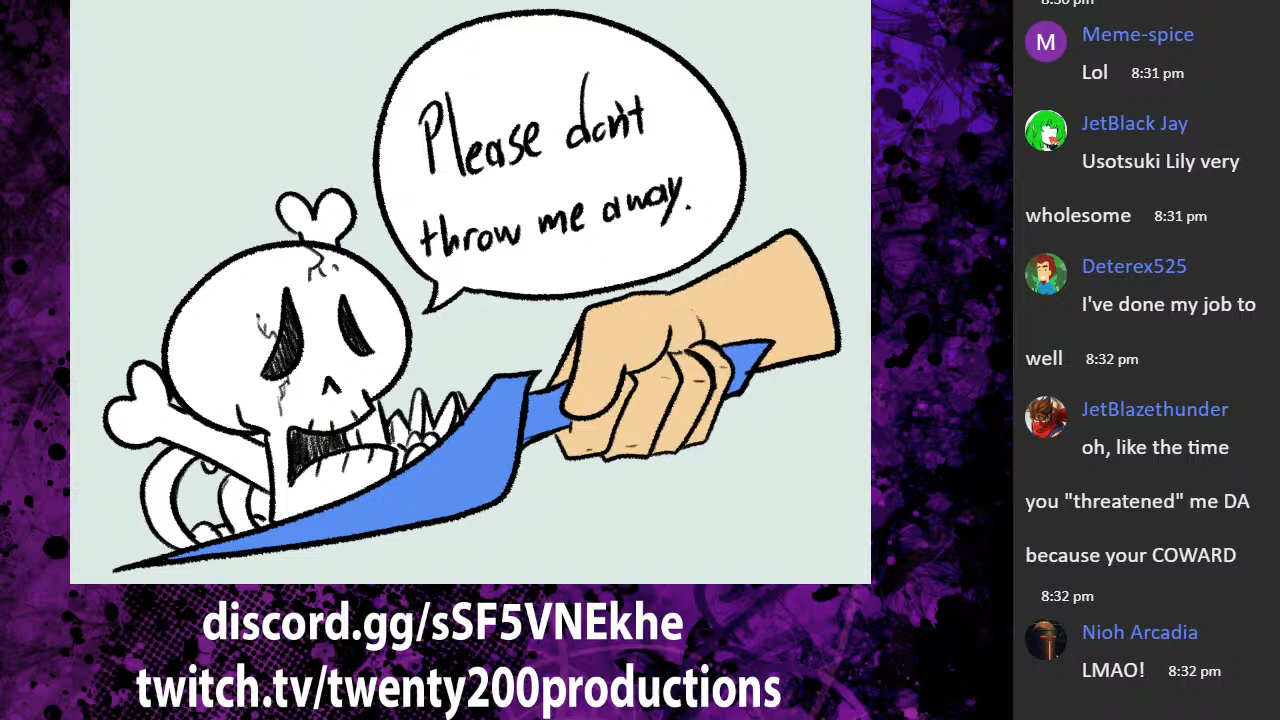 Please don't
throw me away.
discord.gg/sSF5VNEkhe
twitch.tv/twenty200productions
M
Meme-spice
Lol 8:31 pm
JetBlack Jay
Usotsuki Lily very
wholesome 8:31 pm
Deterex525
I've done my job to
well 8:32 pm
JetBlazethunder
oh, like the time
you "threatened" me DA
because your COWARD
8:32 pm
Nioh Arcadia
LMAO! 8:32 pm